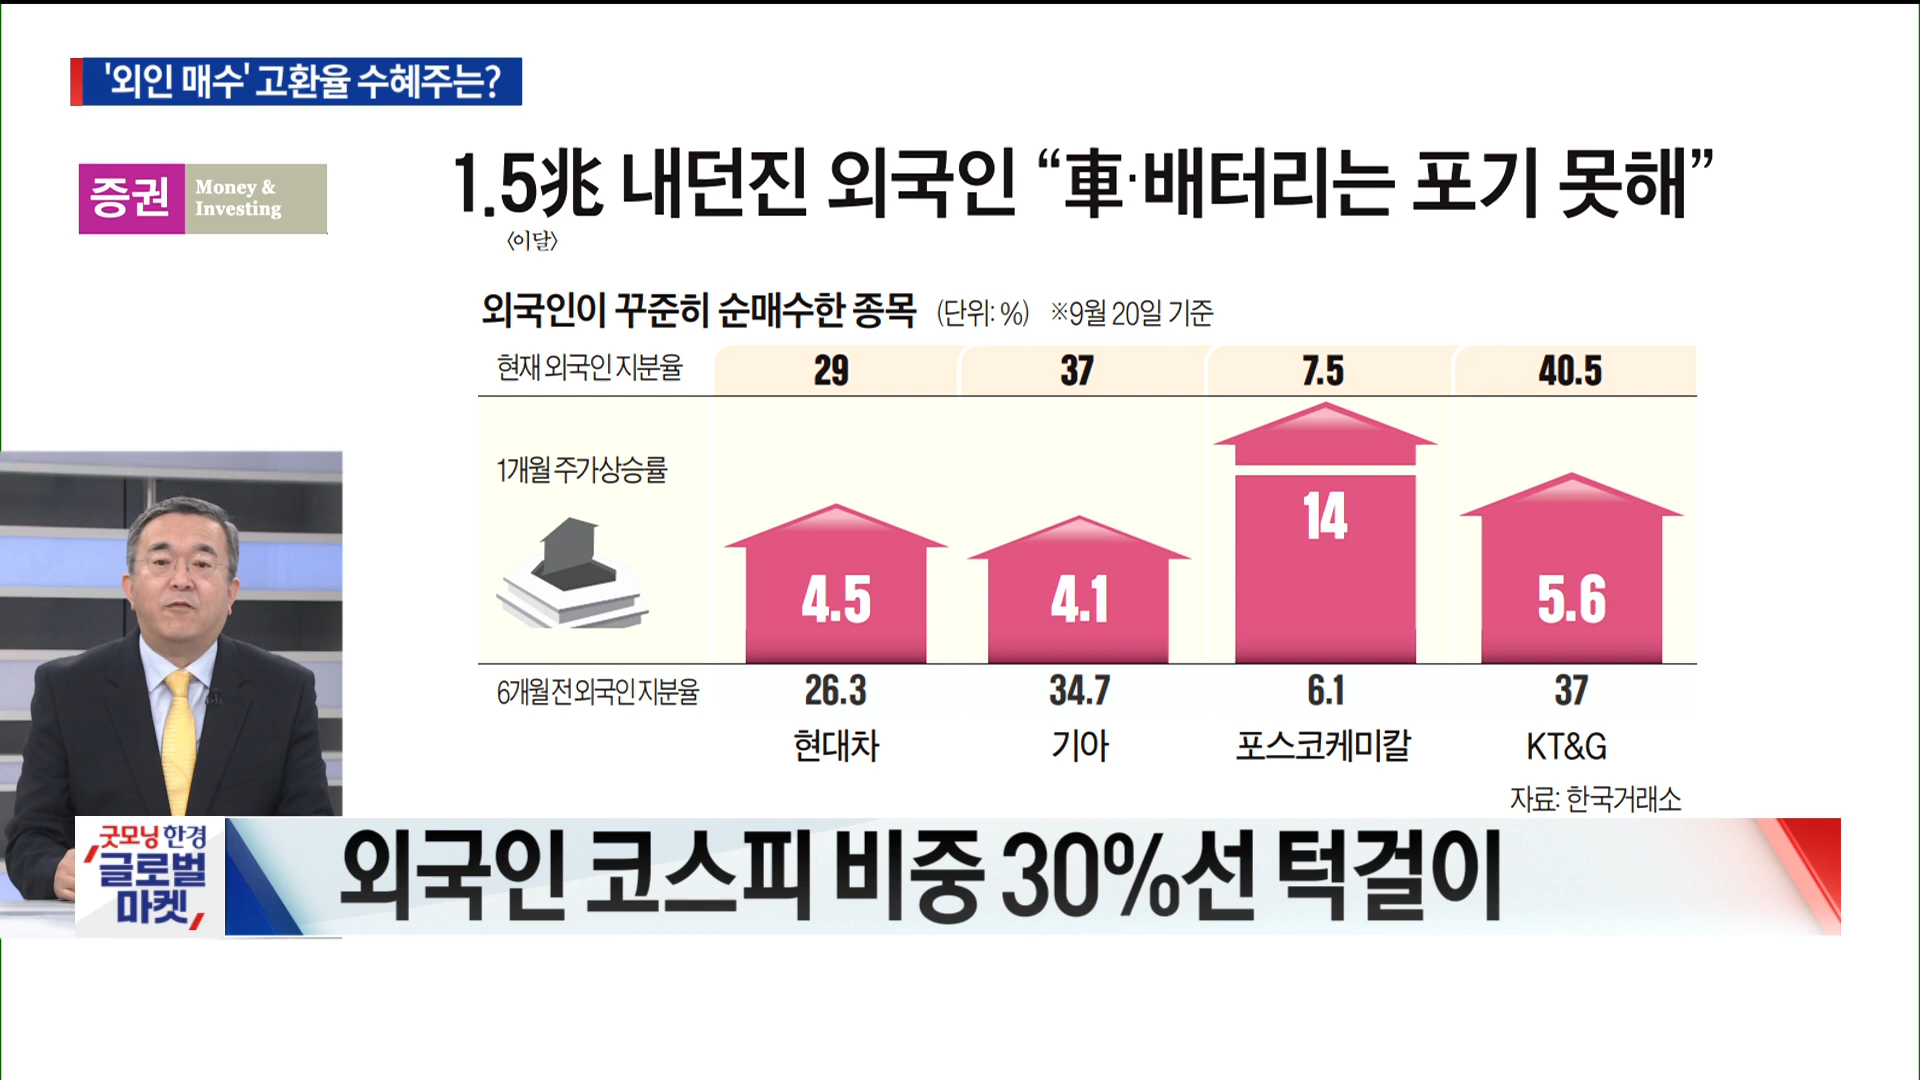 '외인 매수' 고환율 수혜주는?
증권
Money &
Investing
1.5兆 내던진 외국인 “車·배터리는 포기 못해”
〈이달〉
외국인이 꾸준히 순매수한 종목 (단위: %) ※9월 20일 기준
현재 외국인 지분율 29 37 7.5 40.5
1개월 주가상승률 4.5 4.1 14 5.6
6개월 전 외국인 지분율 26.3 34.7 6.1 37
현대차 기아 포스코케미칼 KT&G
자료: 한국거래소
굿모닝 한경
글로벌
마켓
외국인 코스피 비중 30%선 턱걸이